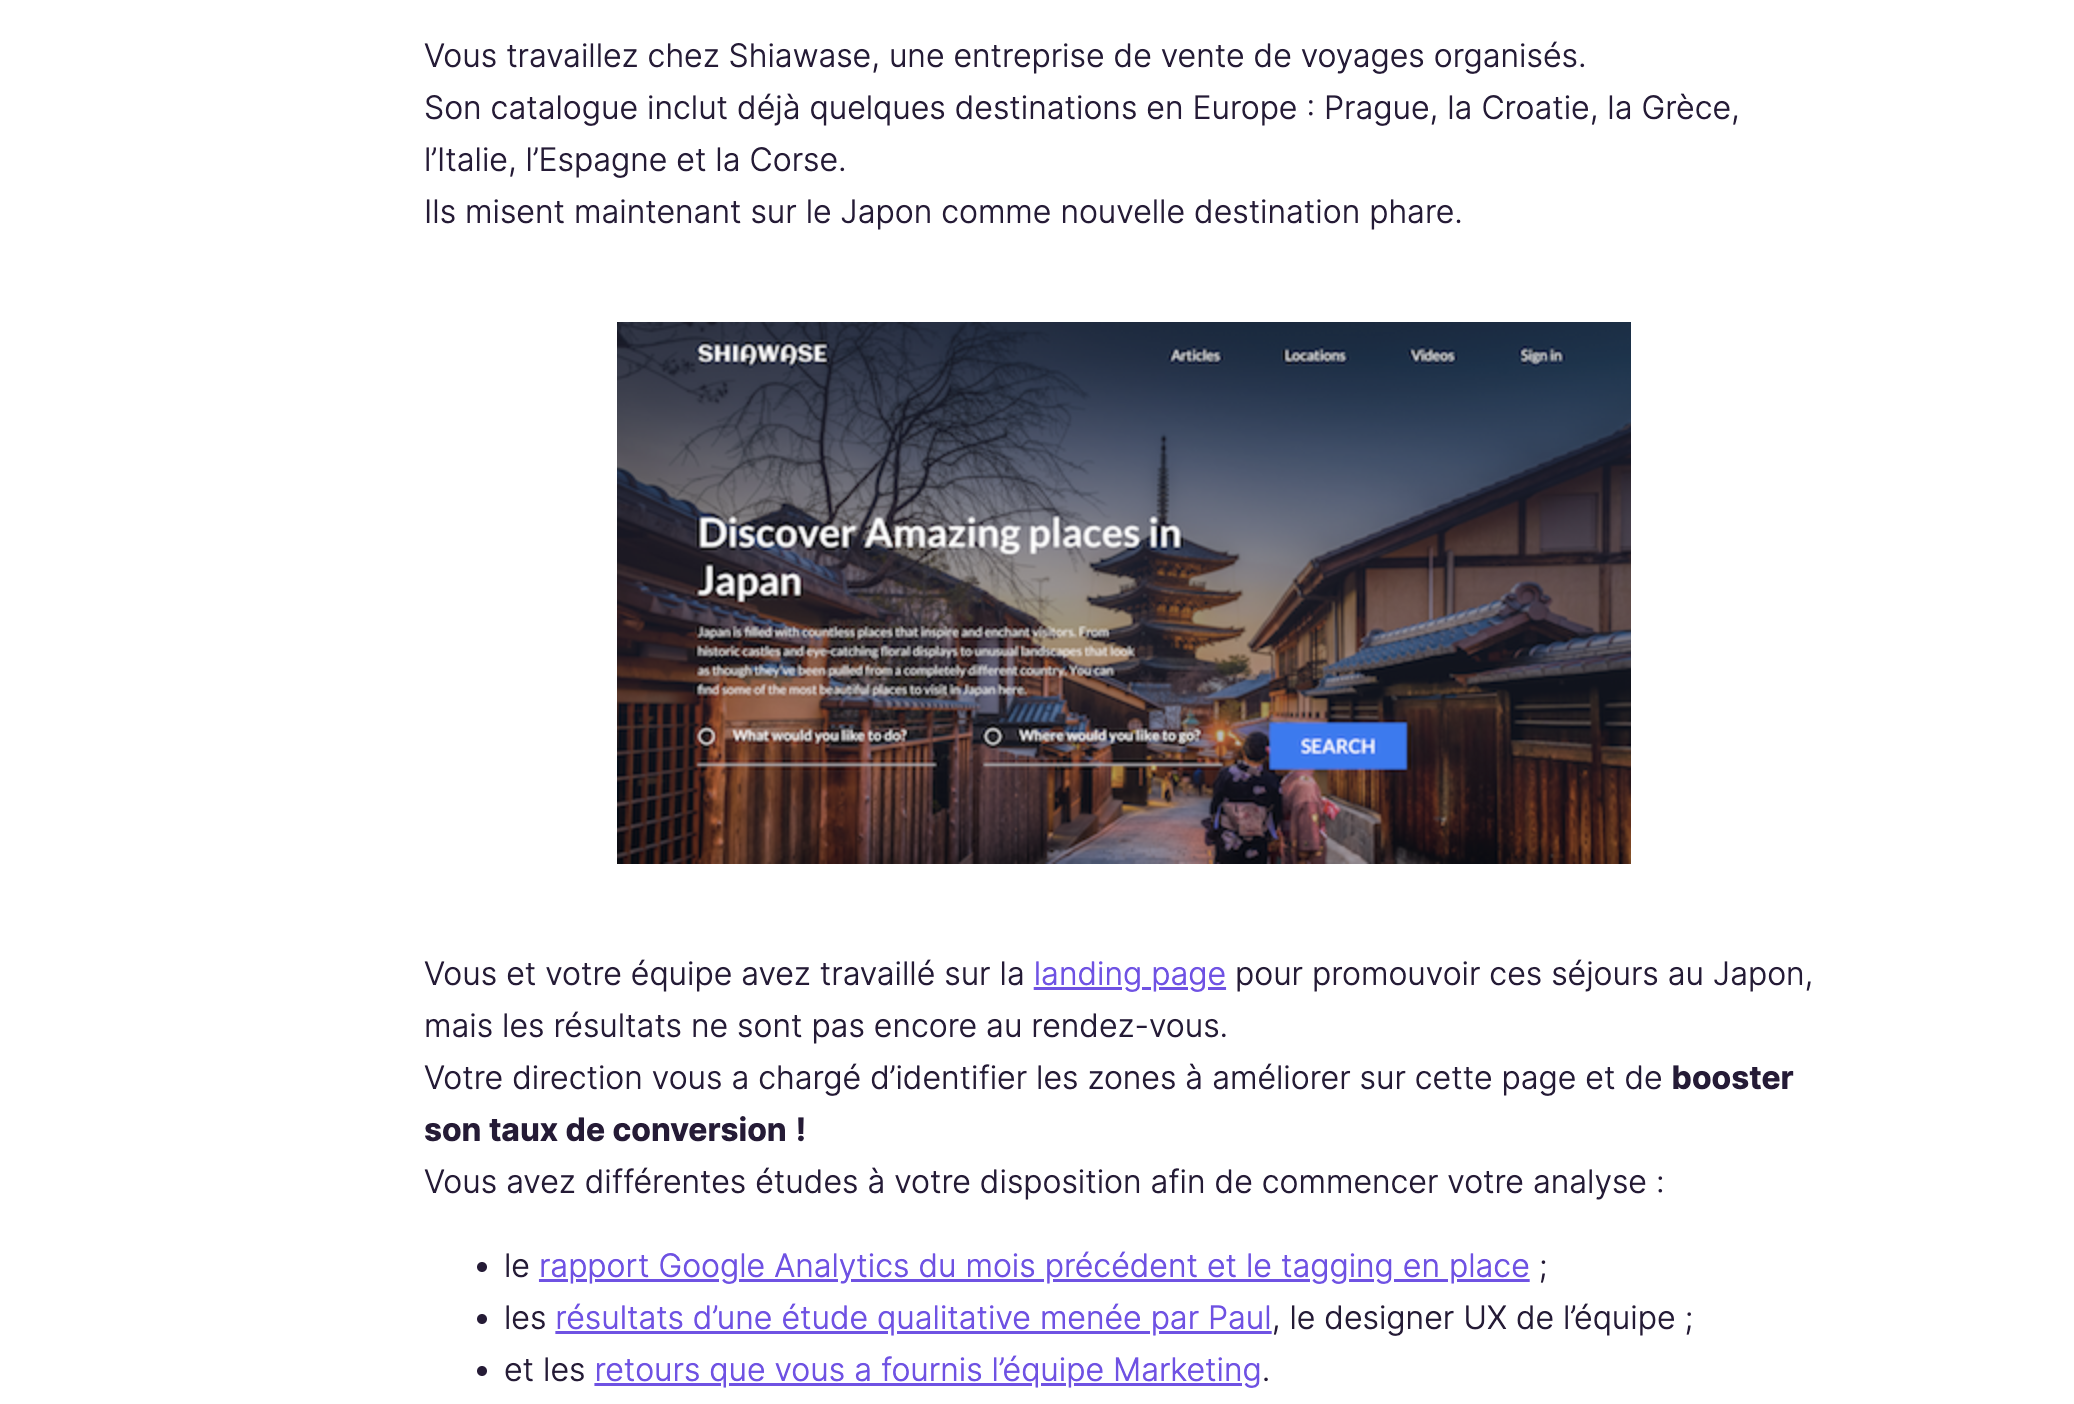 Vous travaillez chez Shiawase, une entreprise de vente de voyages organisés.
Son catalogue inclut déjà quelques destinations en Europe : Prague, la Croatie, la Grèce,
l’Italie, l’Espagne et la Corse.
Ils misent maintenant sur le Japon comme nouvelle destination phare.
SHIAWASE
Articles Locations Videos Sign in
Discover Amazing places in
Japan
Japan is filled with countless places that inspire and enchant visitors. From
historic castles and eye-catching floral displays to unusual landscapes that look
as though they've been pulled from a completely different country. You can
find some of the most beautiful places to visit in Japan here.
What would you like to do? Where would you like to go? SEARCH
Vous et votre équipe avez travaillé sur la landing page pour promouvoir ces séjours au Japon,
mais les résultats ne sont pas encore au rendez-vous.
Votre direction vous a chargé d’identifier les zones à améliorer sur cette page et de booster
son taux de conversion !
Vous avez différentes études à votre disposition afin de commencer votre analyse :
• le rapport Google Analytics du mois précédent et le tagging en place ;
• les résultats d’une étude qualitative menée par Paul, le designer UX de l’équipe ;
• et les retours que vous a fournis l’équipe Marketing.